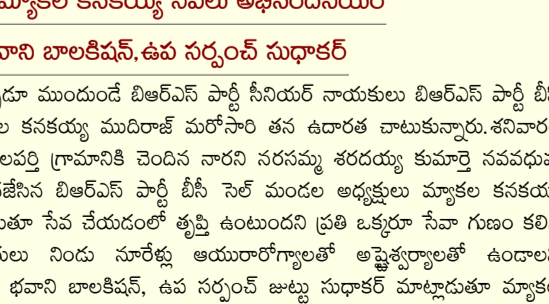 మ్యాకల కనకయ్య సేవలు అభినందనీయం
వాని బాలకిషన్,ఉప సర్పంచ్ సుధాకర్
డూ ముందుండే బిఆర్ఎస్ పార్టీ సీనియర్ నాయకులు బిఆర్ఎస్ పార్టీ బీ
ల కనకయ్య ముదిరాజ్ మరోసారి తన ఉదారత చాటుకున్నారు.శనివార
లపర్తి గ్రామానికి చెందిన నారని నరసమ్మ శరదయ్య కుమార్తె నవవధువ
జేసిన బిఆర్ఎస్ పార్టీ బీసీ సెల్ మండల అధ్యక్షులు మ్యాకల కనకయ
తూ సేవ చేయడంలో తృప్తి ఉంటుందని ప్రతి ఒక్కరూ సేవా గుణం కలి
లు నిండు నూరేళ్లు ఆయురారోగ్యాలతో అష్టైశ్వర్యాలతో ఉండాల
భవాని బాలకిషన్, ఉప సర్పంచ్ జుట్టు సుధాకర్ మాట్లాడుతూ మ్యాక